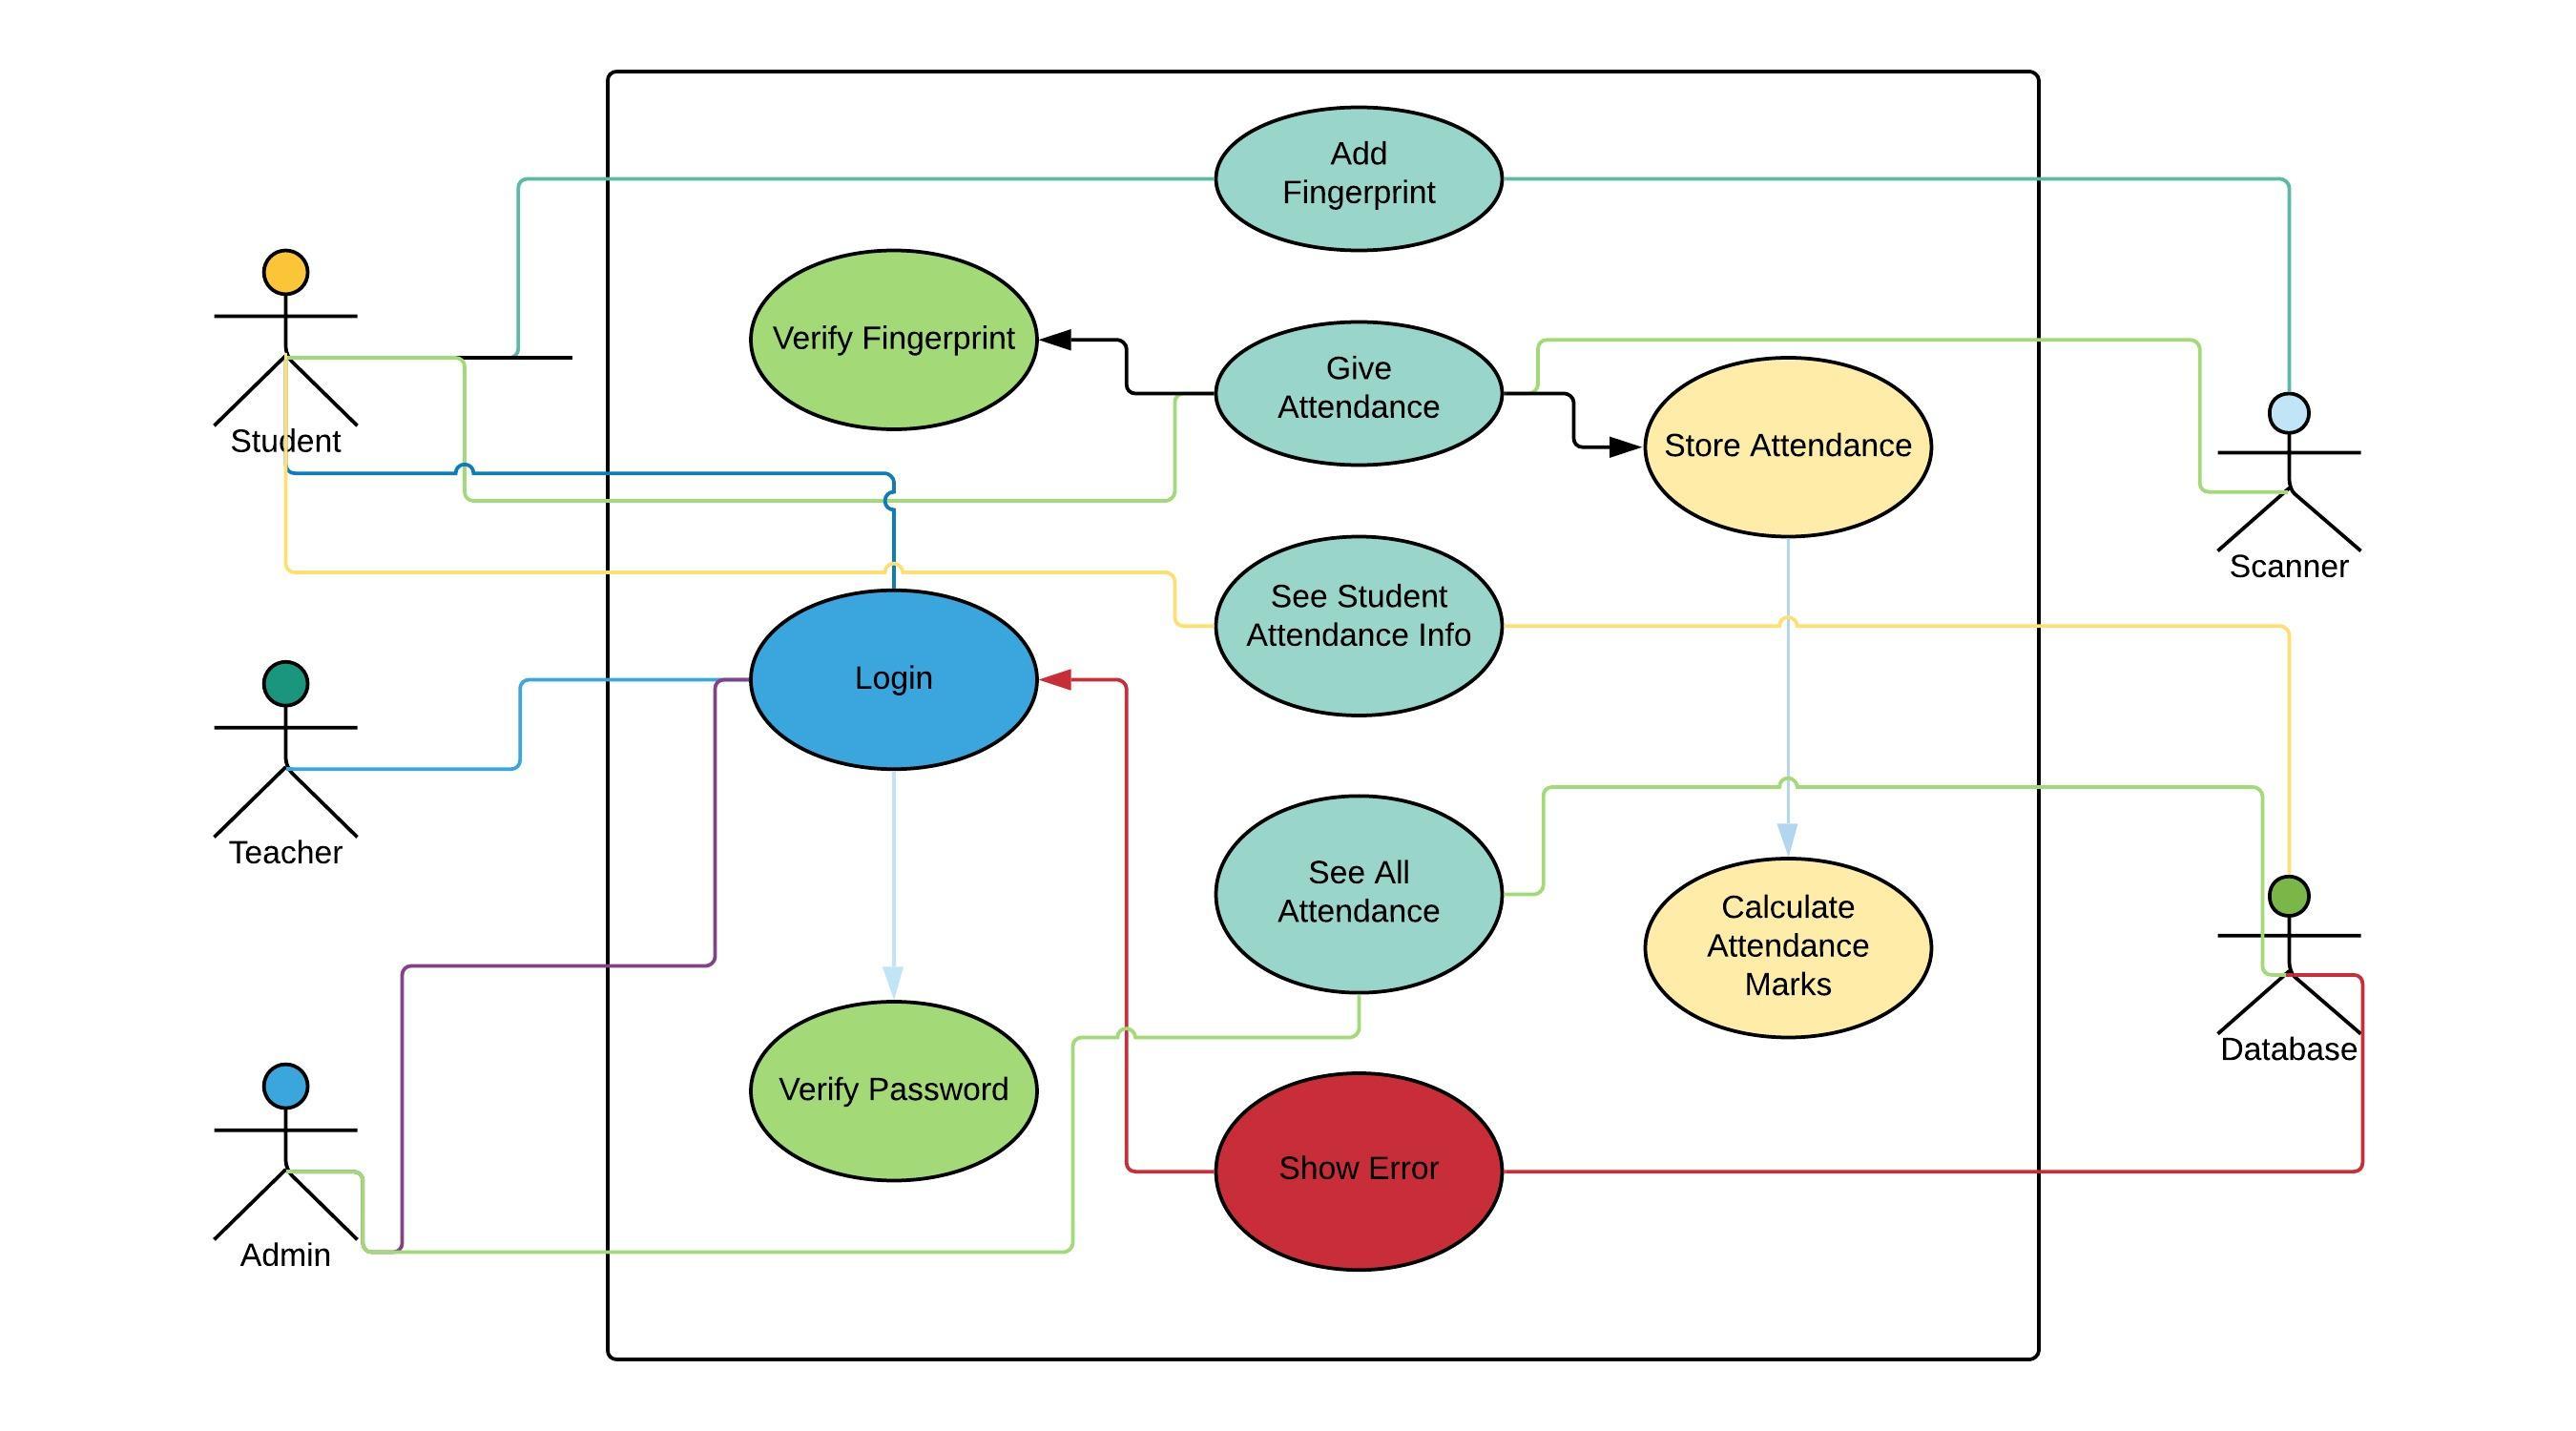 Add
Fingerprint
Verify Fingerprint
Give
Attendance
Store Attendance
Student
See Student
Attendance Info
Scanner
Login
Teacher
See All
Attendance
Calculate
Attendance
Marks
Database
Verify Password
Show Error
Admin